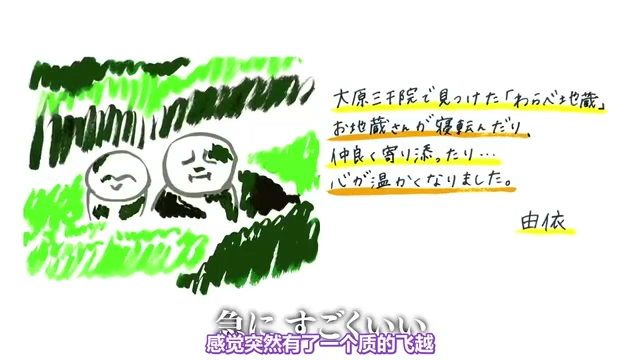 大原三千院で見つけた「わらべ地蔵」
お地蔵さんが寝転んだり、
仲良く寄り添ったり…
心が温かくなりました。
由依
急に すごくいい
感觉突然有了一个质的飞越